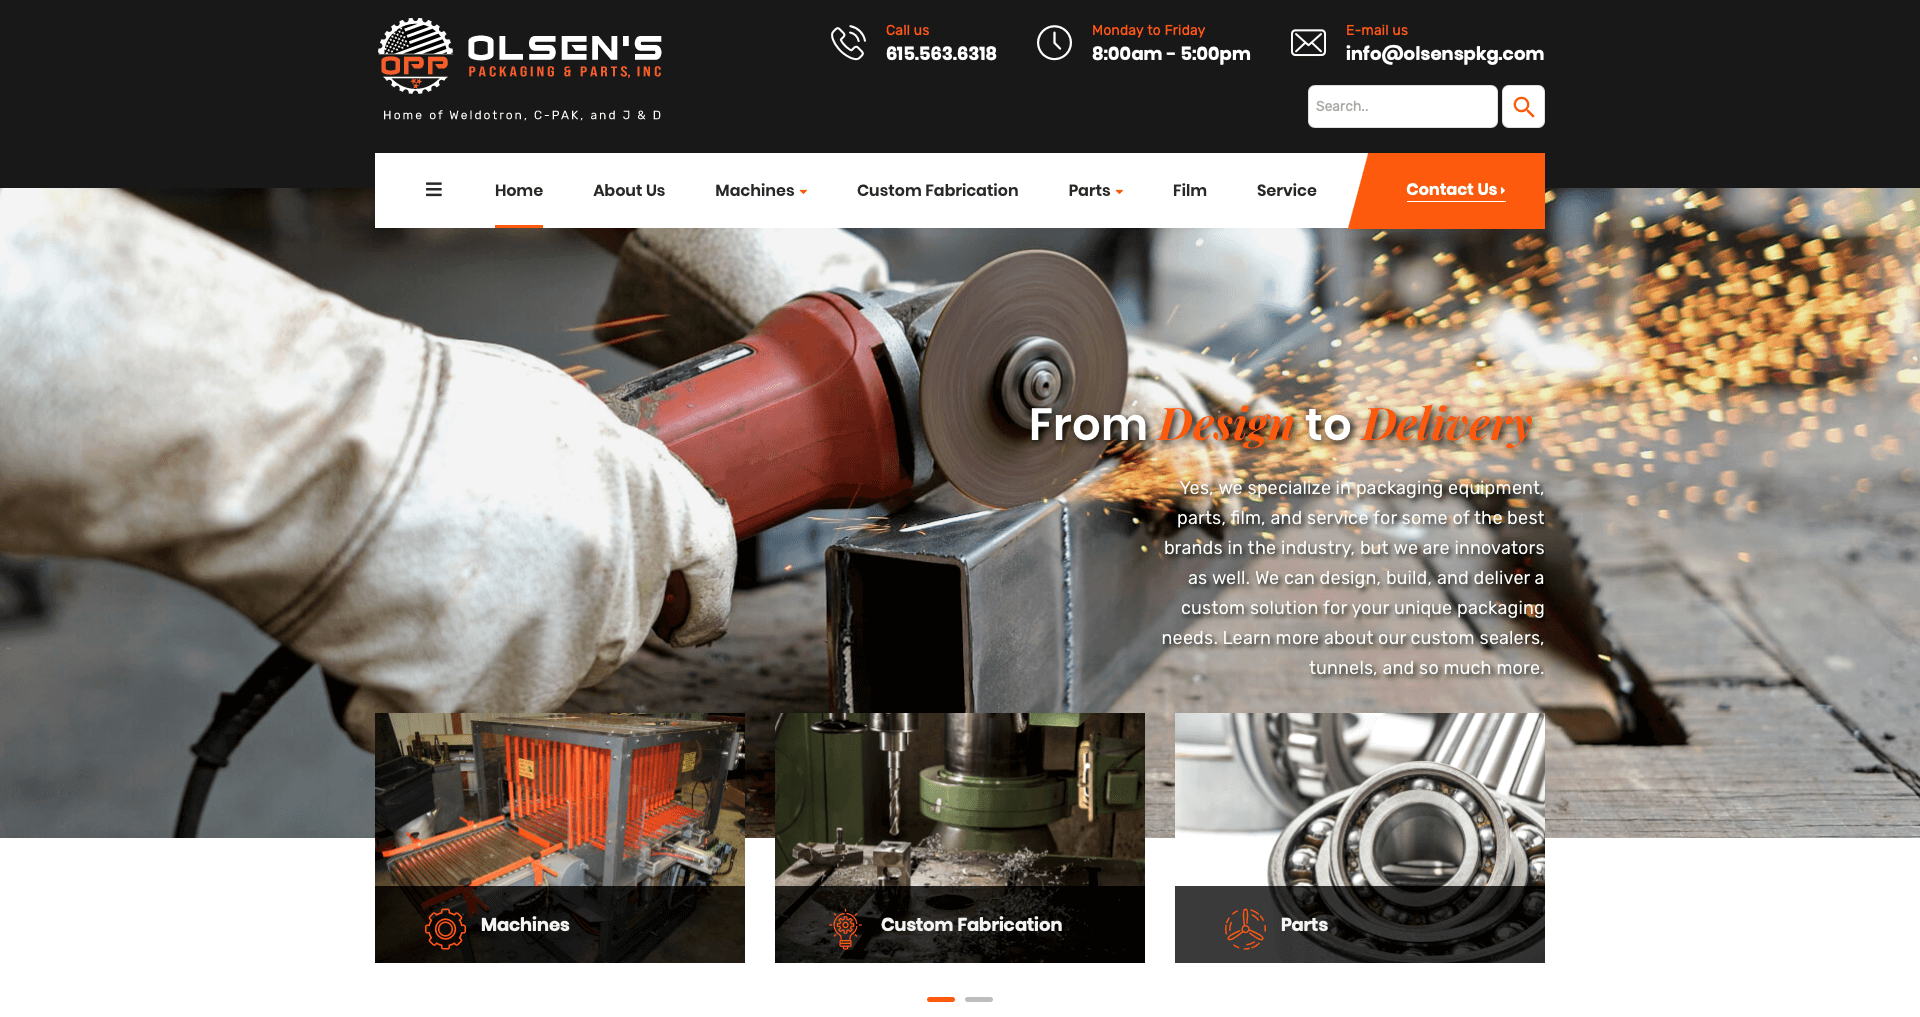 OLSEN'S
OPP
PACKAGING & PARTS, INC
Home of Weldotron, C-PAK, and J & D
Call us
615.563.6318
Monday to Friday
8:00am - 5:00pm
E-mail us
info@olsenspkg.com
Search..
Home
About Us
Machines
Custom Fabrication
Parts
Film
Service
Contact Us
From Design to Delivery
Yes, we specialize in packaging equipment,
parts, film, and service for some of the best
brands in the industry, but we are innovators
as well. We can design, build, and deliver a
custom solution for your unique packaging
needs. Learn more about our custom sealers,
tunnels, and so much more.
Machines
Custom Fabrication
Parts